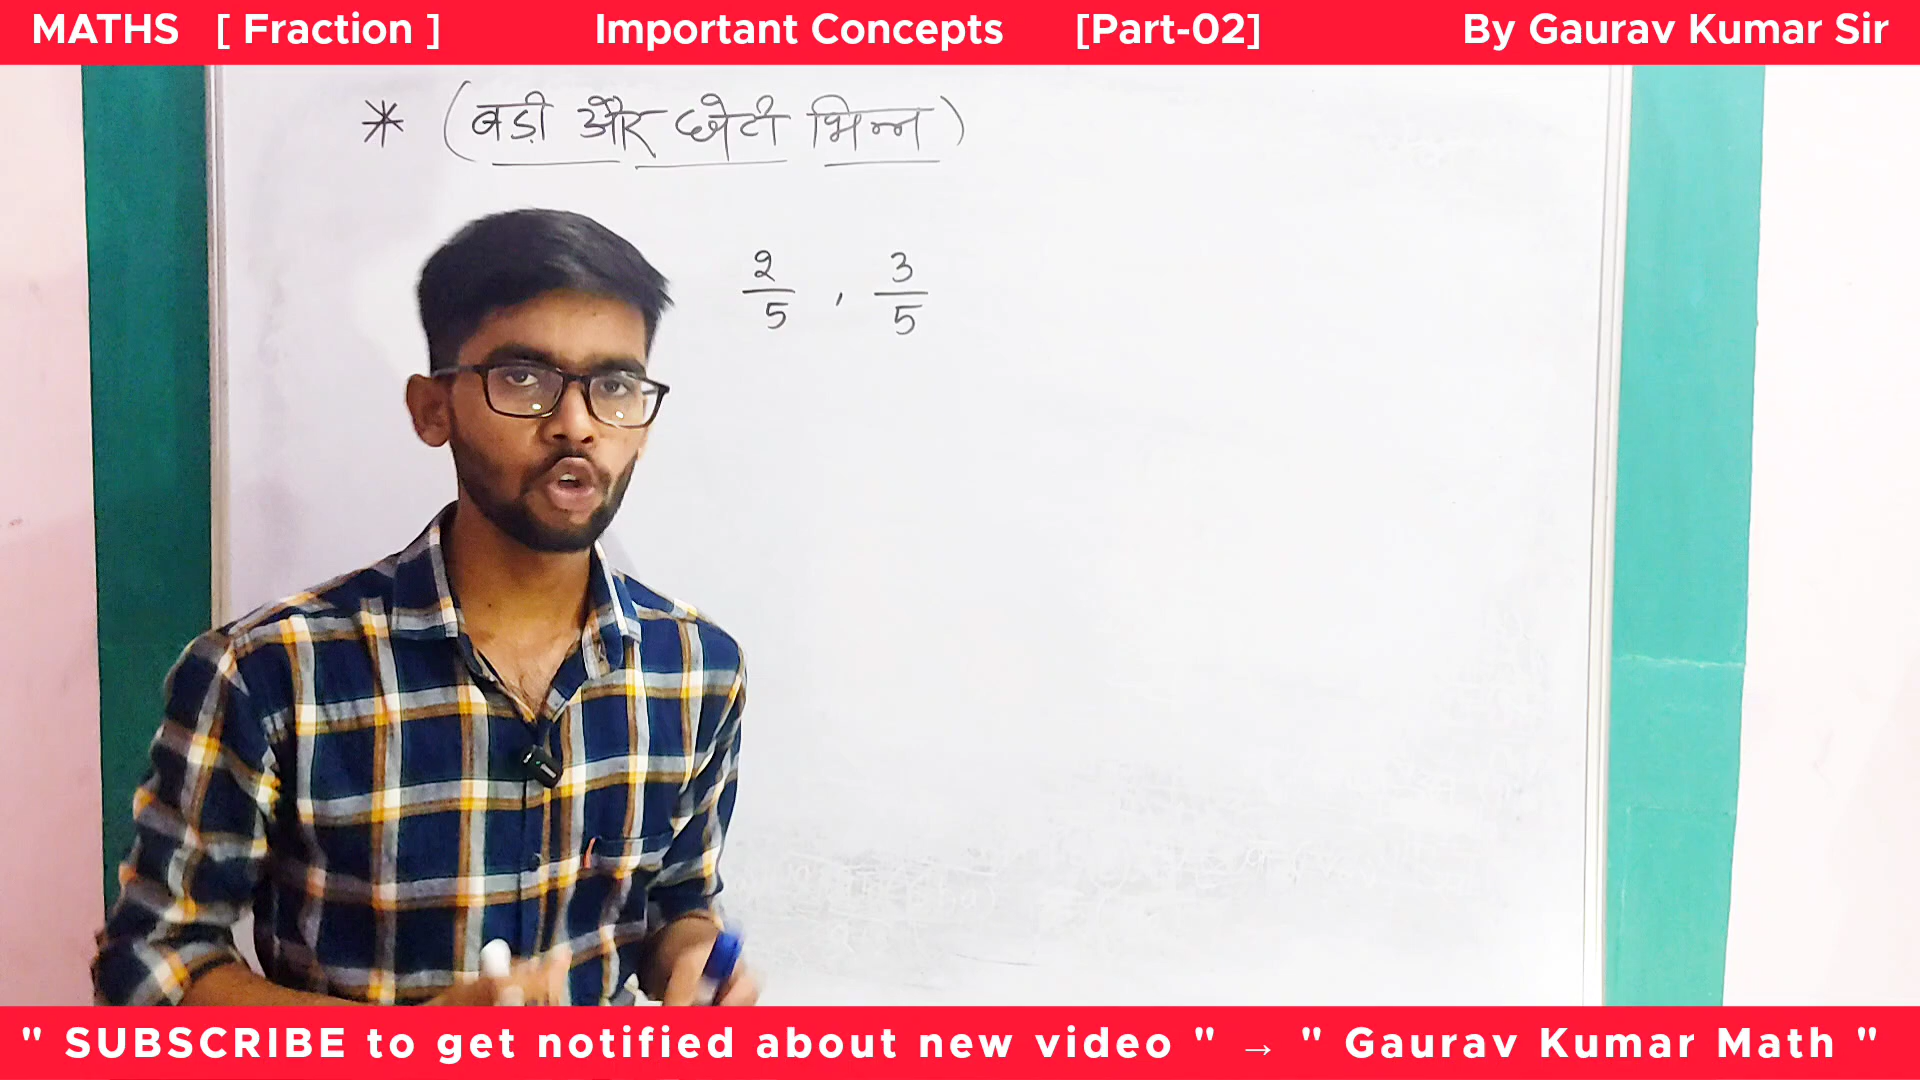 MATHS [ Fraction ] Important Concepts [Part-02] By Gaurav Kumar Sir
* (बड़ी और छोटी भिन्न)
2/5 , 3/5
" SUBSCRIBE to get notified about new video " → " Gaurav Kumar Math "